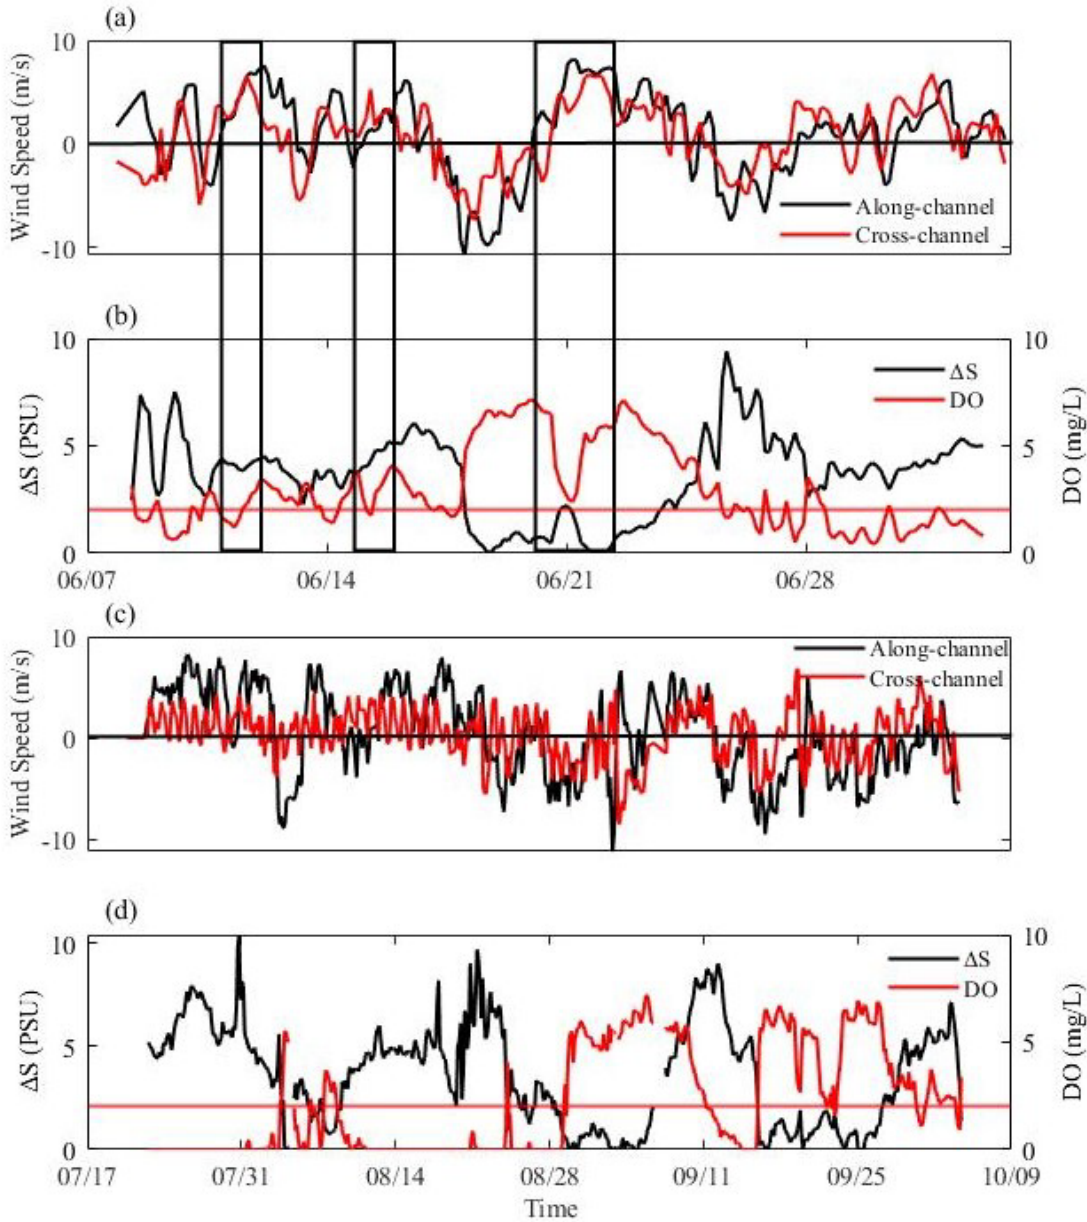 (a)
10
0
-10
Wind Speed (m/s)
Along-channel
Cross-channel
(b)
10
5
0
ΔS (PSU)
10
5
0
DO (mg/L)
ΔS
DO
06/07
06/14
06/21
06/28
(c)
10
0
-10
Wind Speed (m/s)
Along-channel
Cross-channel
(d)
10
5
0
ΔS (PSU)
10
5
0
DO (mg/L)
ΔS
DO
07/17
07/31
08/14
08/28
09/11
09/25
10/09
Time